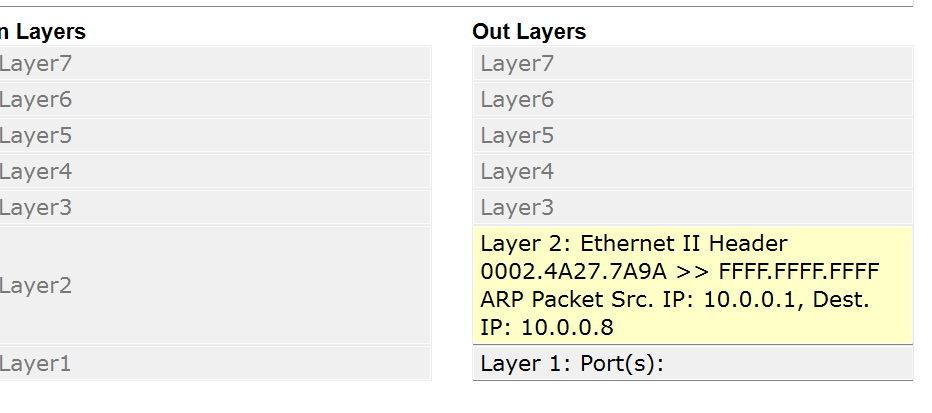 n Layers
Layer7
Layer6
Layer5
Layer4
Layer3
Layer2
Layer1
Out Layers
Layer7
Layer6
Layer5
Layer4
Layer3
Layer 2: Ethernet II Header
0002.4A27.7A9A >> FFFF.FFFF.FFFF
ARP Packet Src. IP: 10.0.0.1, Dest.
IP: 10.0.0.8
Layer 1: Port(s):